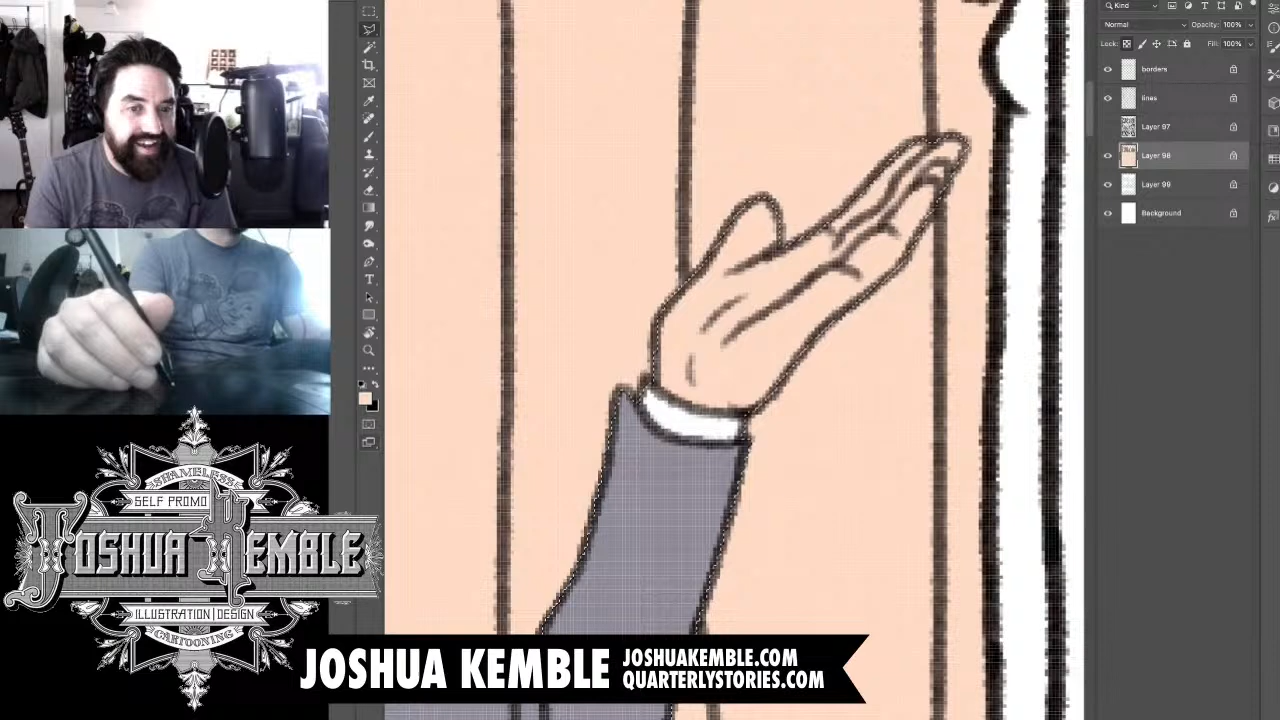 Kind
Normal
Opacity: 100%
Lock:
Fill: 100%
borders
lines
Layer 97
Layer 98
Layer 99
Background
SHAMELESS
SELF PROMO
JOSHUA KEMBLE
ILLUSTRATION|DESIGN
CARTOONING
JOSHUA KEMBLE
JOSHUAKEMBLE.COM
QUARTERLYSTORIES.COM